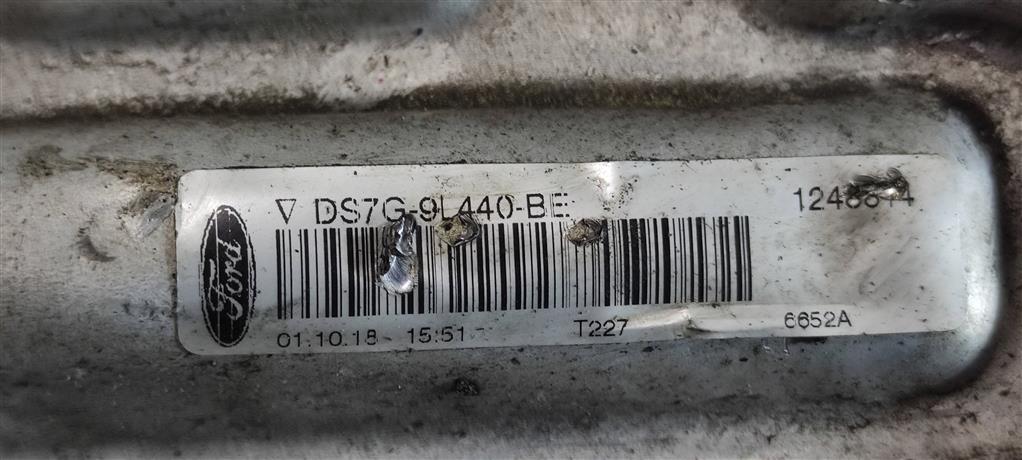 Ford
▽ DS7G-9L440-BE
01.10.18 15:51 T227 6652A